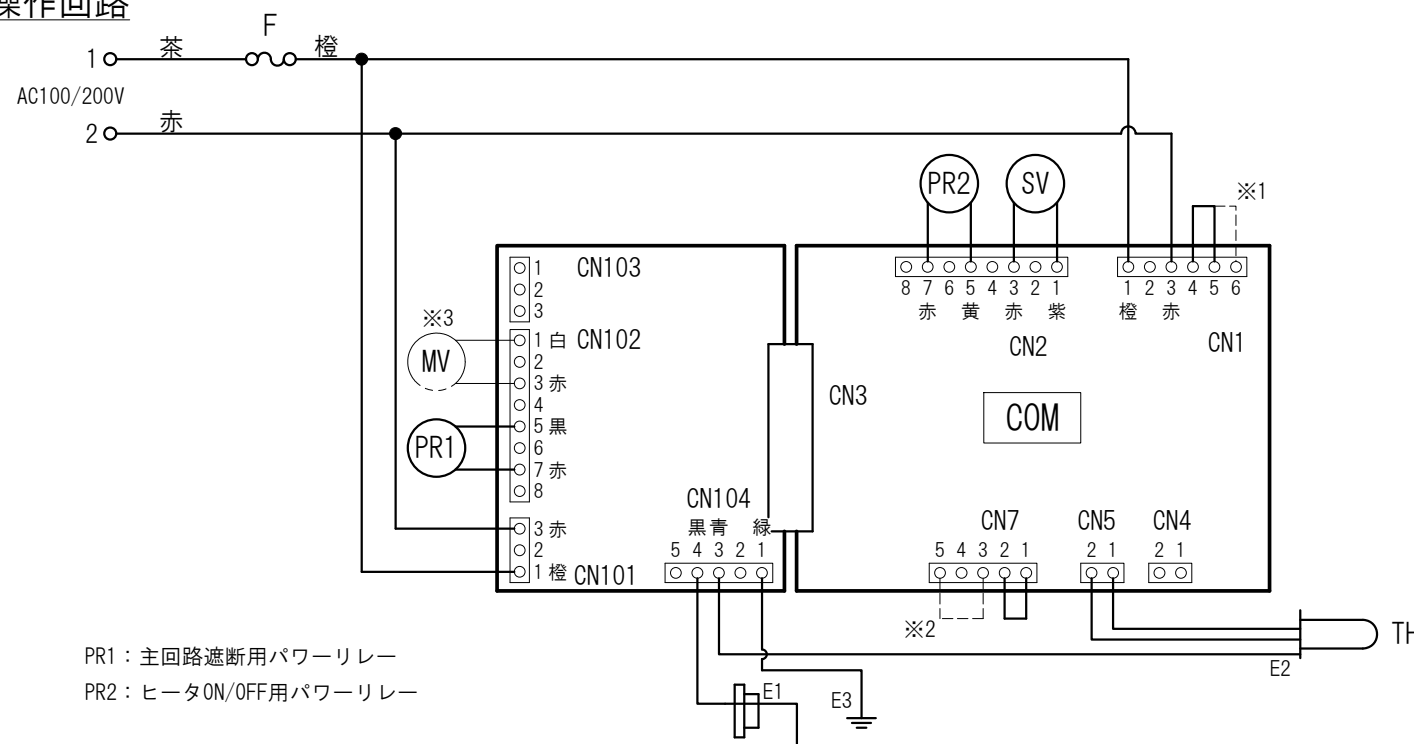 操作回路
F
1 茶 橙
AC100/200V
2 赤
PR2 SV ※1
CN103
1
2
3
8 7 6 5 4 3 2 1
赤 黄 赤 紫
CN2
1 2 3 4 5 6
橙 赤
CN1
※3
MV
CN102
1 白
2
3 赤
4
5 黒
6
7 赤
8
PR1
CN3
COM
CN104
黒 青 緑
5 4 3 2 1
3 赤
2
1 橙 CN101
CN7
5 4 3 2 1
CN5
2 1
CN4
2 1
※2
TH
E2
PR1：主回路遮断用パワーリレー
PR2：ヒータON/OFF用パワーリレー
E1
E3